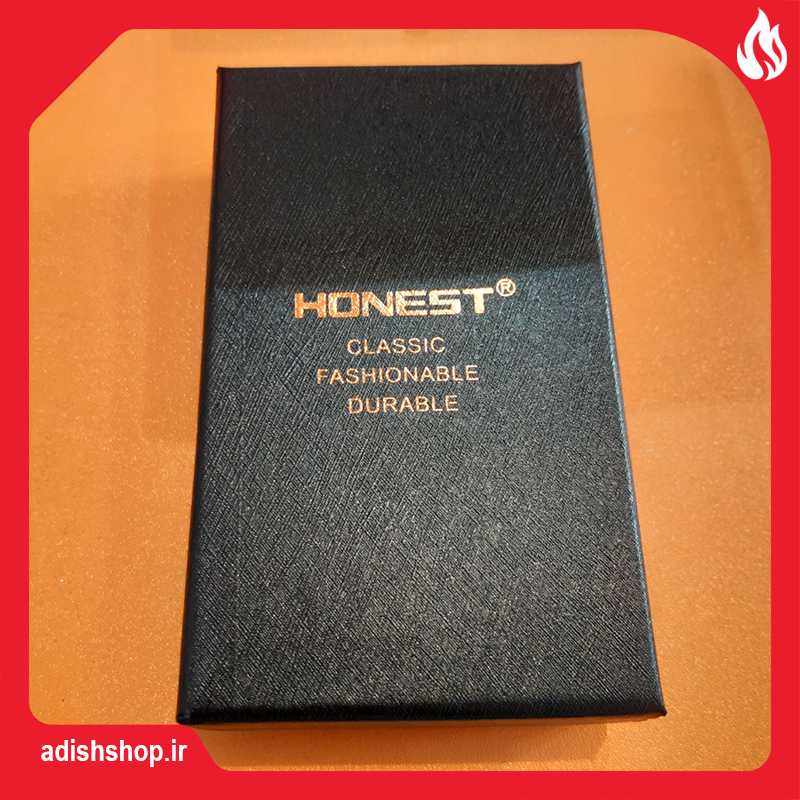 HONEST®
CLASSIC
FASHIONABLE
DURABLE
adishshop.ir